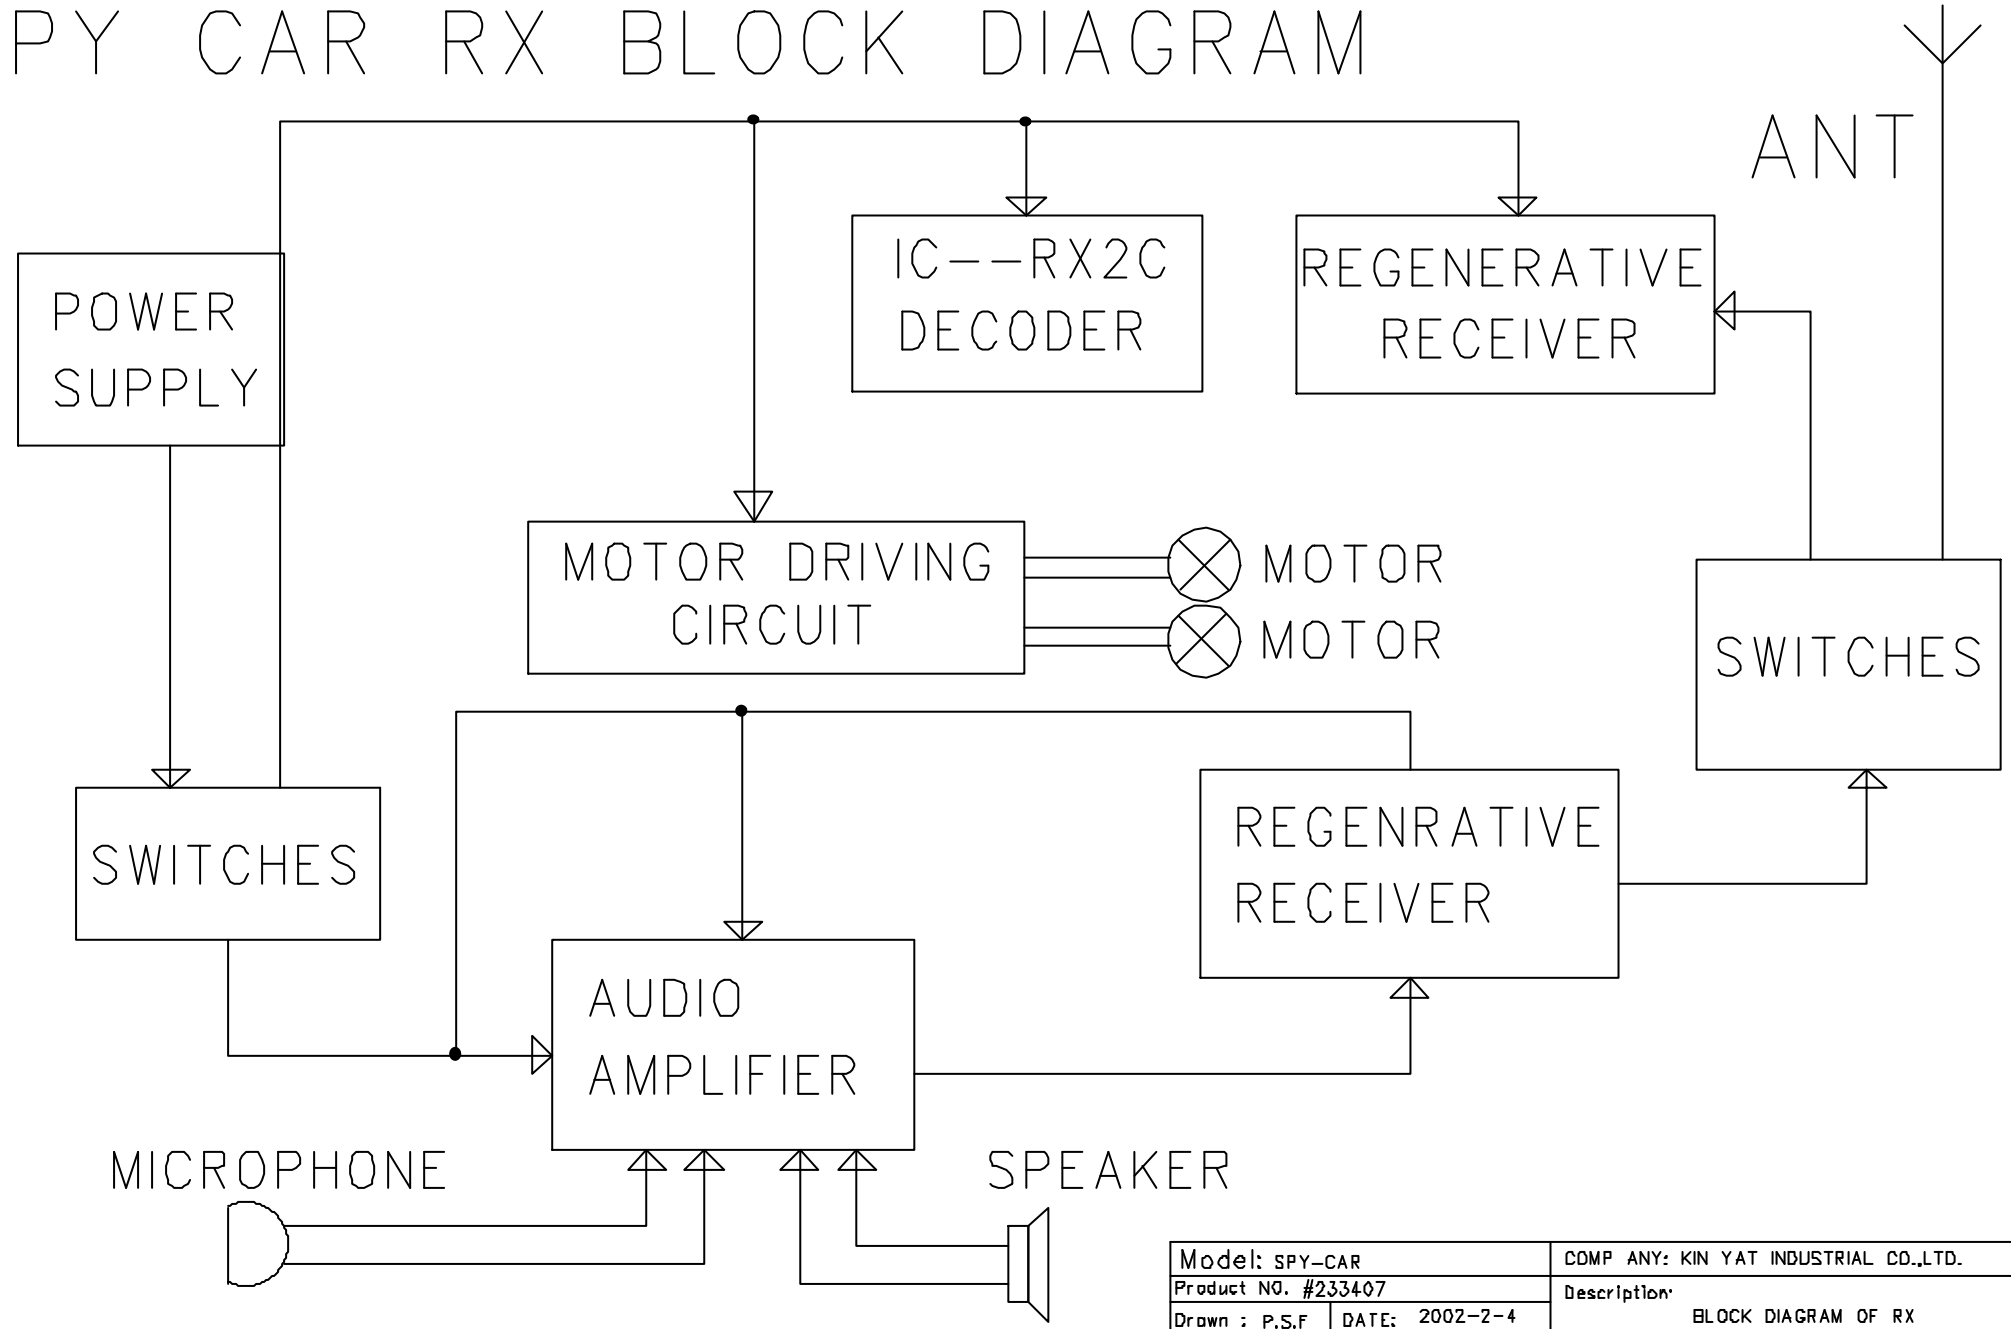 PY CAR RX BLOCK DIAGRAM
ANT
POWER
SUPPLY
IC--RX2C
DECODER
REGENERATIVE
RECEIVER
MOTOR DRIVING
CIRCUIT
MOTOR
MOTOR
SWITCHES
SWITCHES
REGENRATIVE
RECEIVER
AUDIO
AMPLIFIER
MICROPHONE
SPEAKER
Model: SPY-CAR
COMP ANY: KIN YAT INDUSTRIAL CO.,LTD.
Product NO. #233407
Description:
Drawn : P.S.F
DATE: 2002-2-4
BLOCK DIAGRAM OF RX